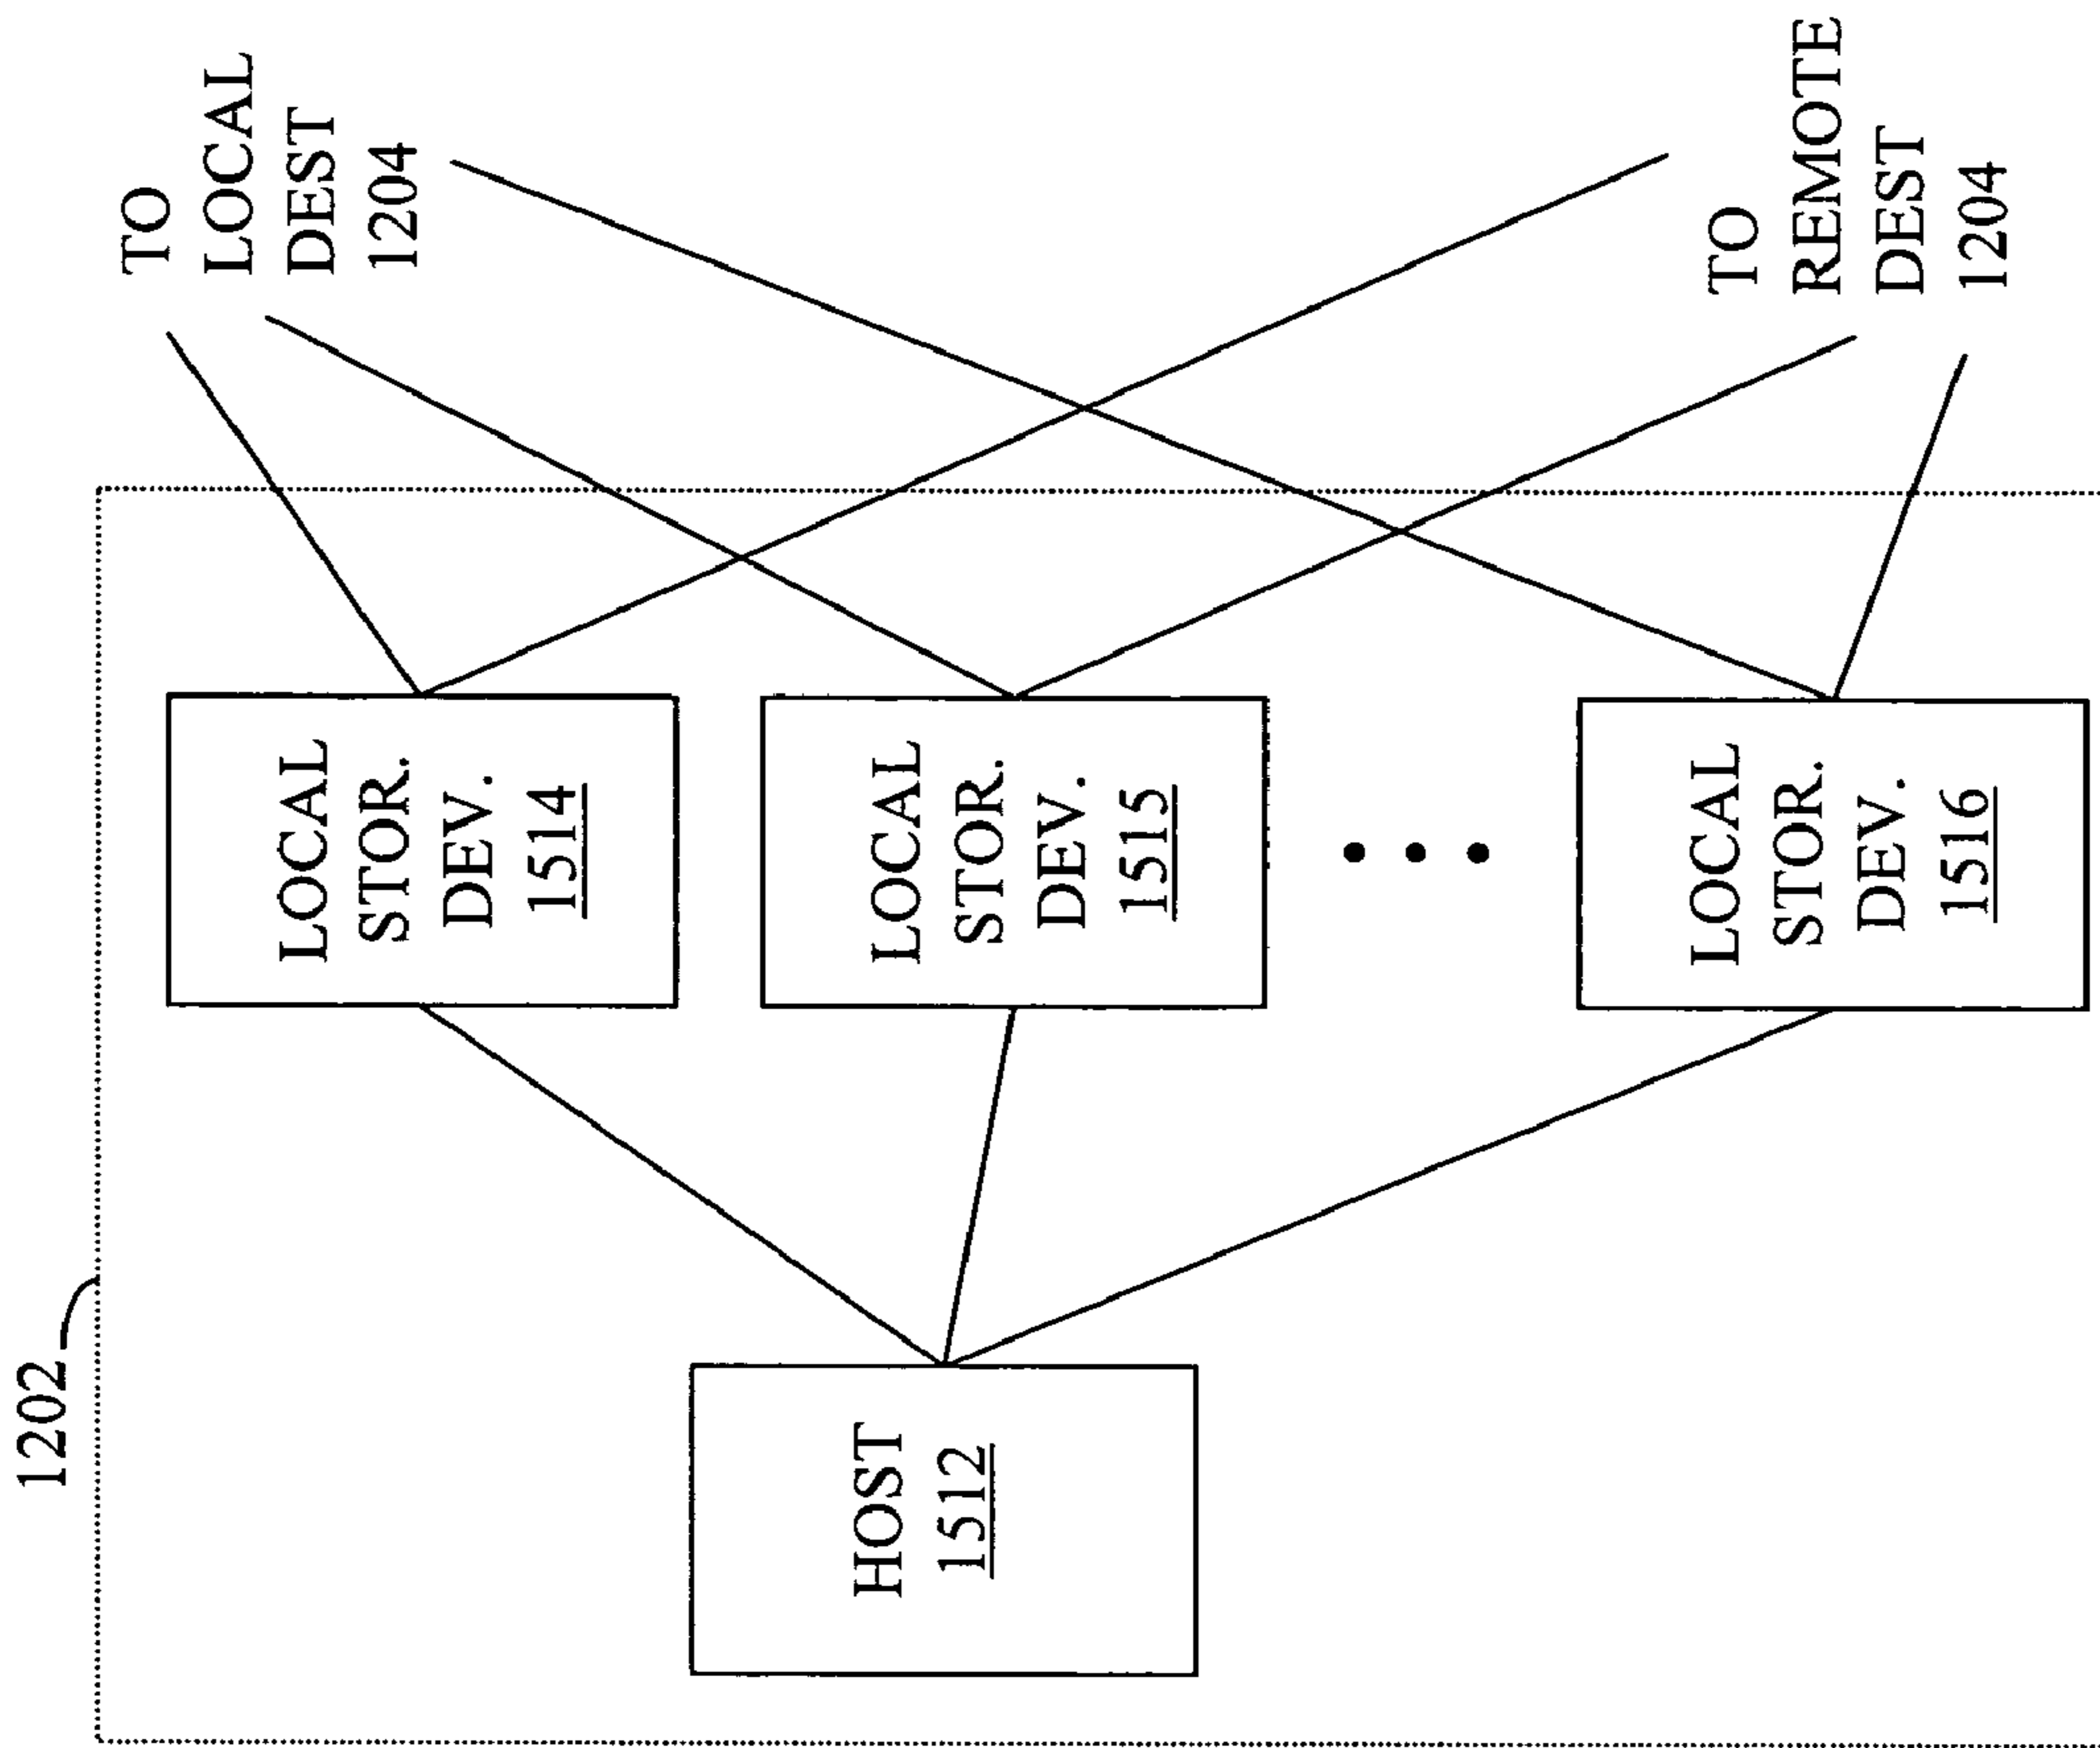 1202
HOST
1512
LOCAL
STOR.
DEV.
1514
LOCAL
STOR.
DEV.
1515
LOCAL
STOR.
DEV.
1516
TO
LOCAL
DEST
1204
TO
REMOTE
DEST
1204